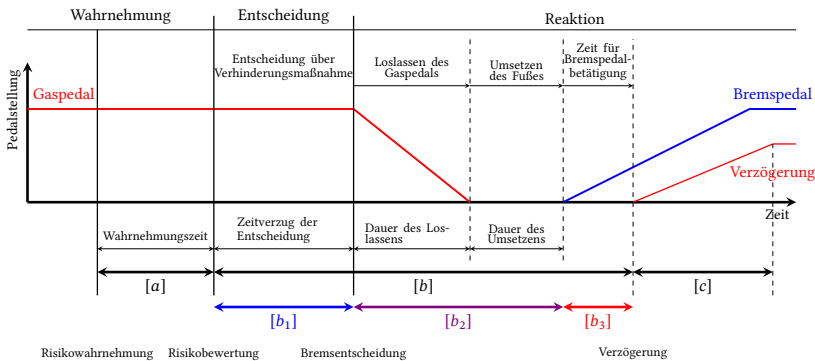 Wahrnehmung Entscheidung Reaktion
Entscheidung über
Verhinderungsmaßnahme
Loslassen des
Gaspedals
Umsetzen
des Fußes
Zeit für
Bremspedal-
betätigung
Pedalstellung
Gaspedal
Bremspedal
Verzögerung
Zeit
Wahrnehmungszeit
Zeitverzug der
Entscheidung
Dauer des Los-
lassens
Dauer des
Umsetzens
[a] [b] [c]
[b1] [b2] [b3]
Risikowahrnehmung Risikobewertung Bremsentscheidung Verzögerung